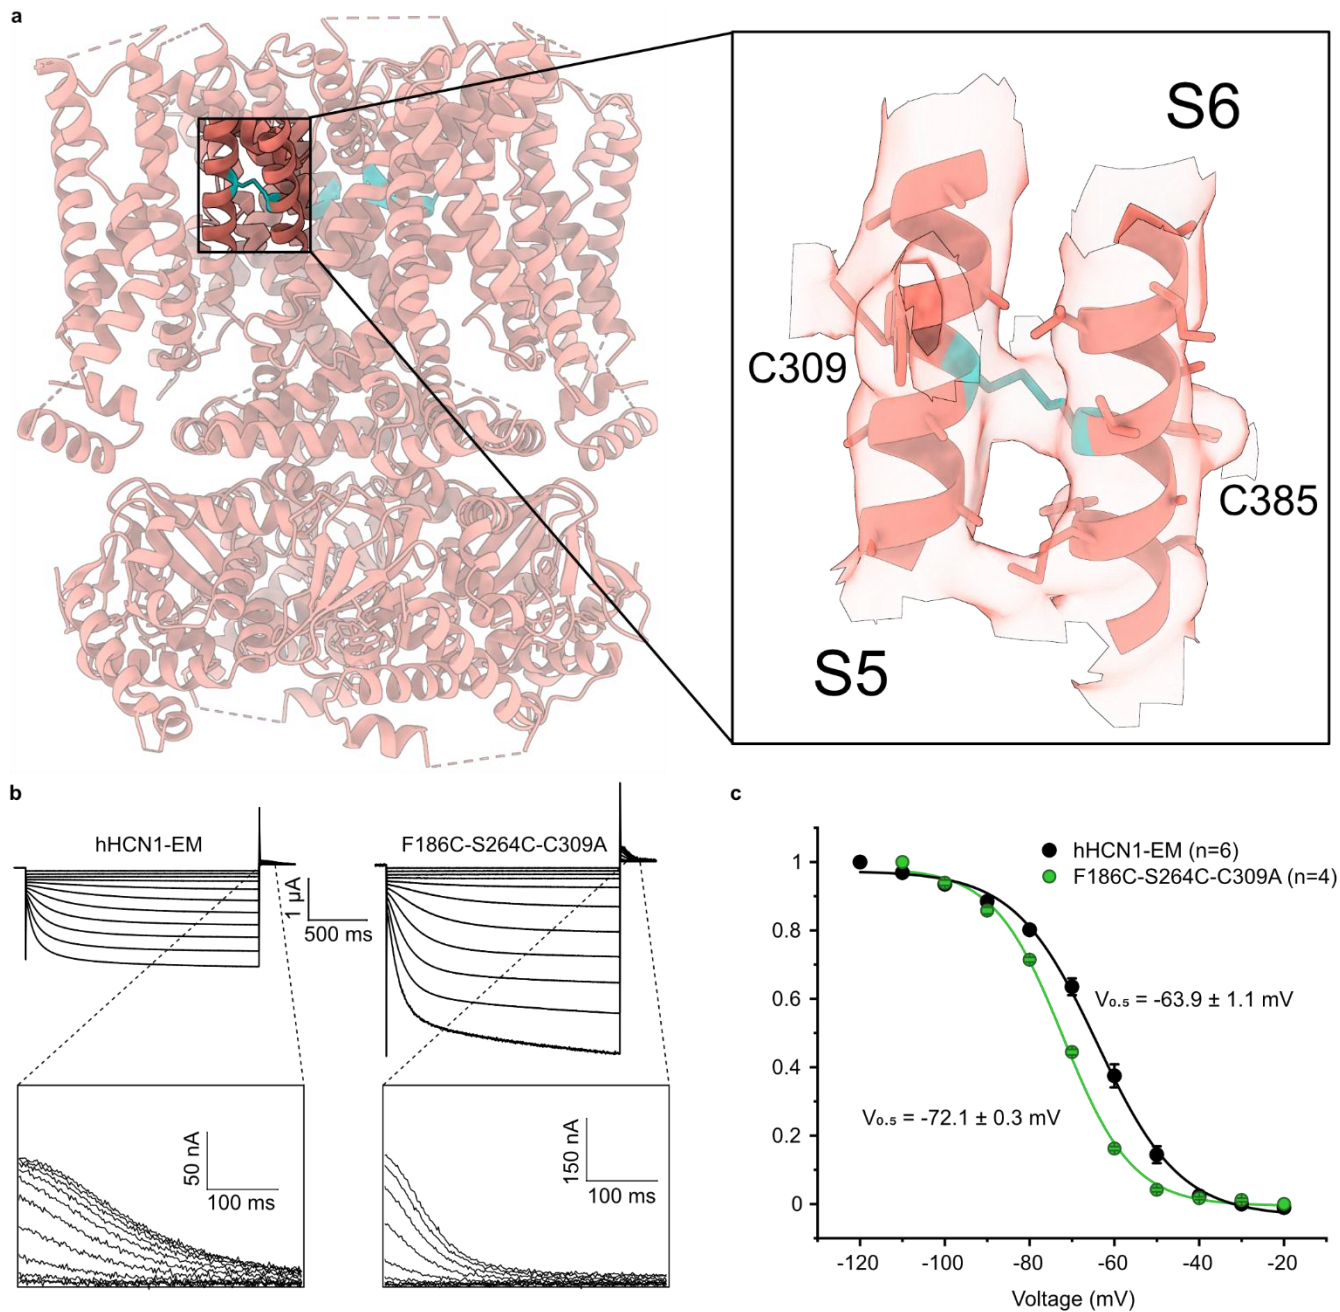 a
S6
C309
C385
S5
b
hHCN1-EM
F186C-S264C-C309A
1 µA
500 ms
50 nA
100 ms
150 nA
100 ms
c
hHCN1-EM (n=6)
F186C-S264C-C309A (n=4)
1
0.8
0.6
0.4
0.2
0
V₀.₅ = -63.9 ± 1.1 mV
V₀.₅ = -72.1 ± 0.3 mV
-120 -100 -80 -60 -40 -20
Voltage (mV)